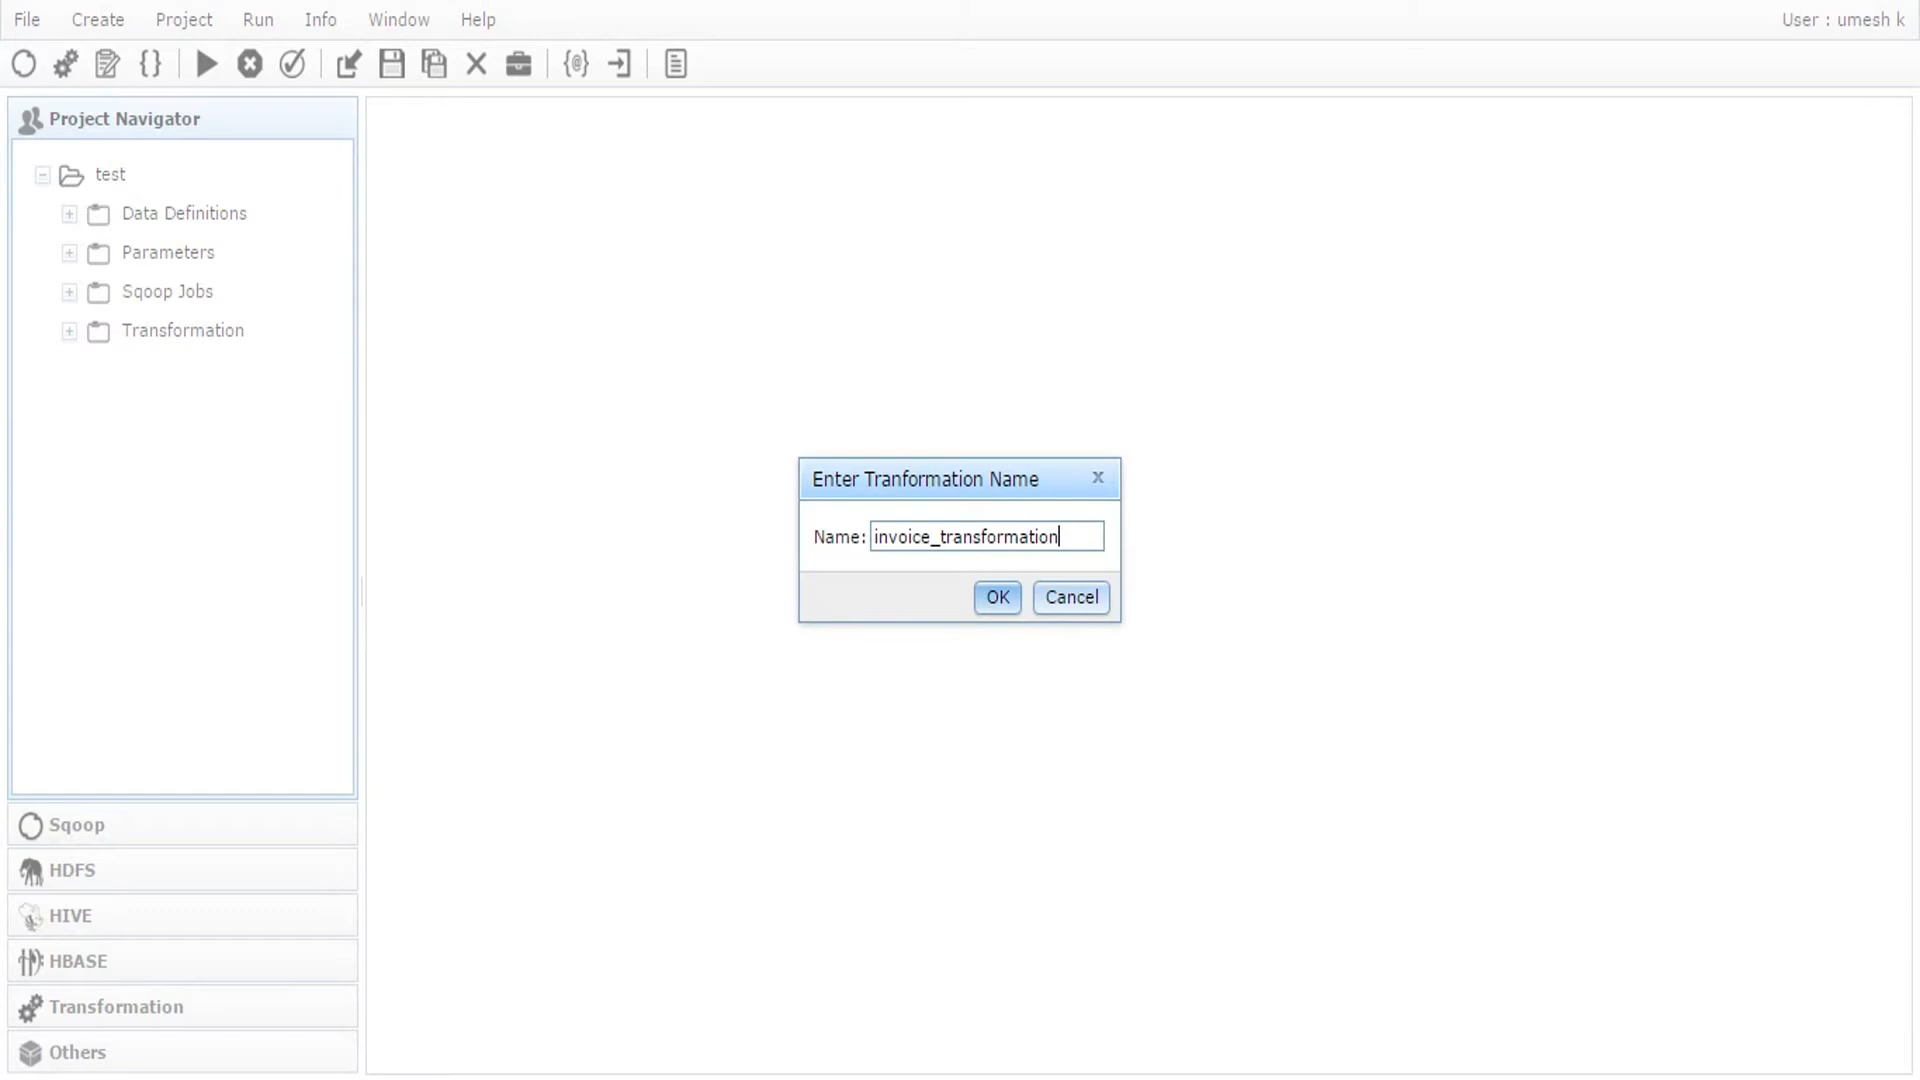 File Create Project Run Info Window Help User : umesh k
Project Navigator
test
Data Definitions
Parameters
Sqoop Jobs
Transformation
Enter Tranformation Name x
Name: invoice_transformation
OK Cancel
Sqoop
HDFS
HIVE
HBASE
Transformation
Others